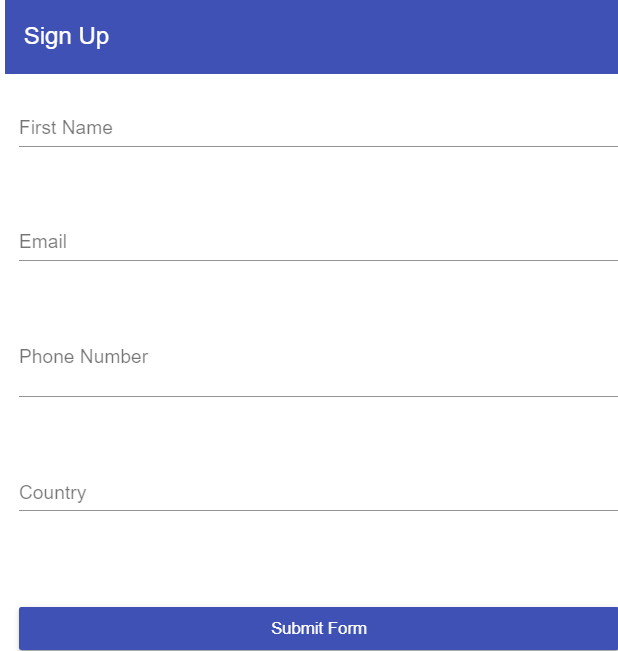 Sign Up
First Name
Email
Phone Number
Country
Submit Form